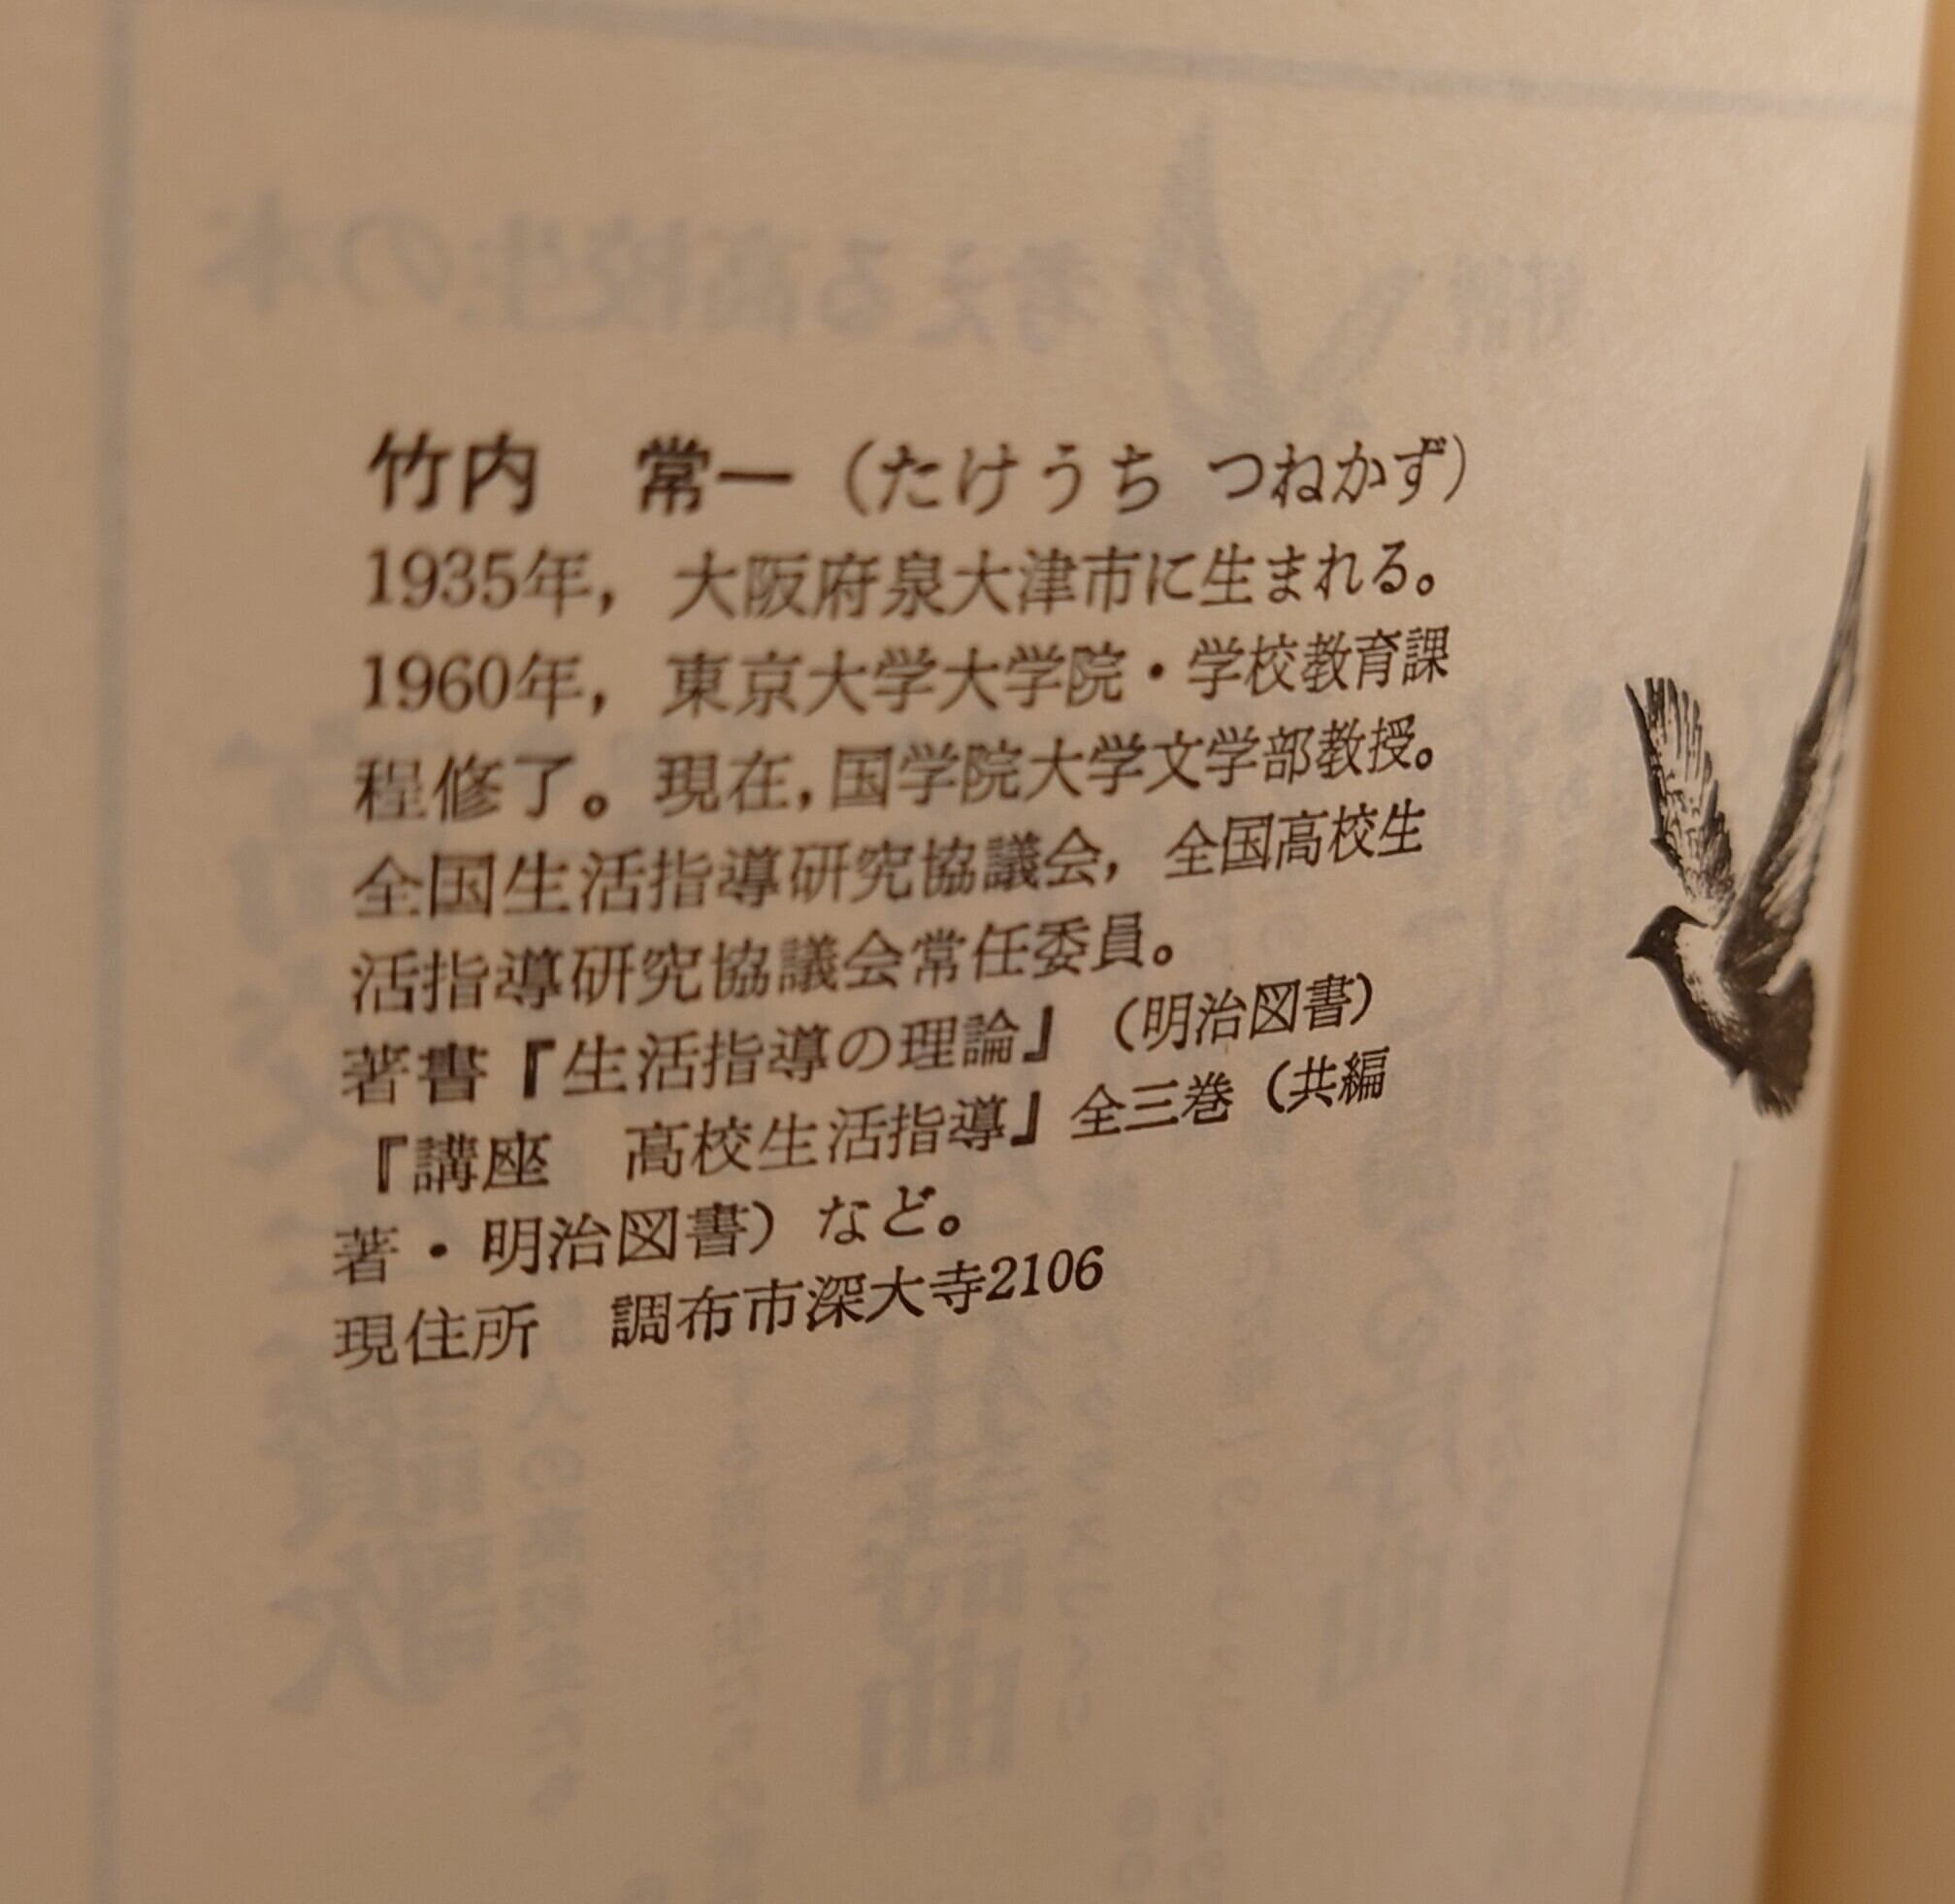 竹内　常一（たけうち つねかず）
1935年，大阪府泉大津市に生まれる。
1960年，東京大学大学院・学校教育課
程修了。現在，国学院大学文学部教授。
全国生活指導研究協議会，全国高校生
活指導研究協議会常任委員。
著書『生活指導の理論』（明治図書）
『講座　高校生活指導』全三巻（共編
著・明治図書）など。
現住所　調布市深大寺2106